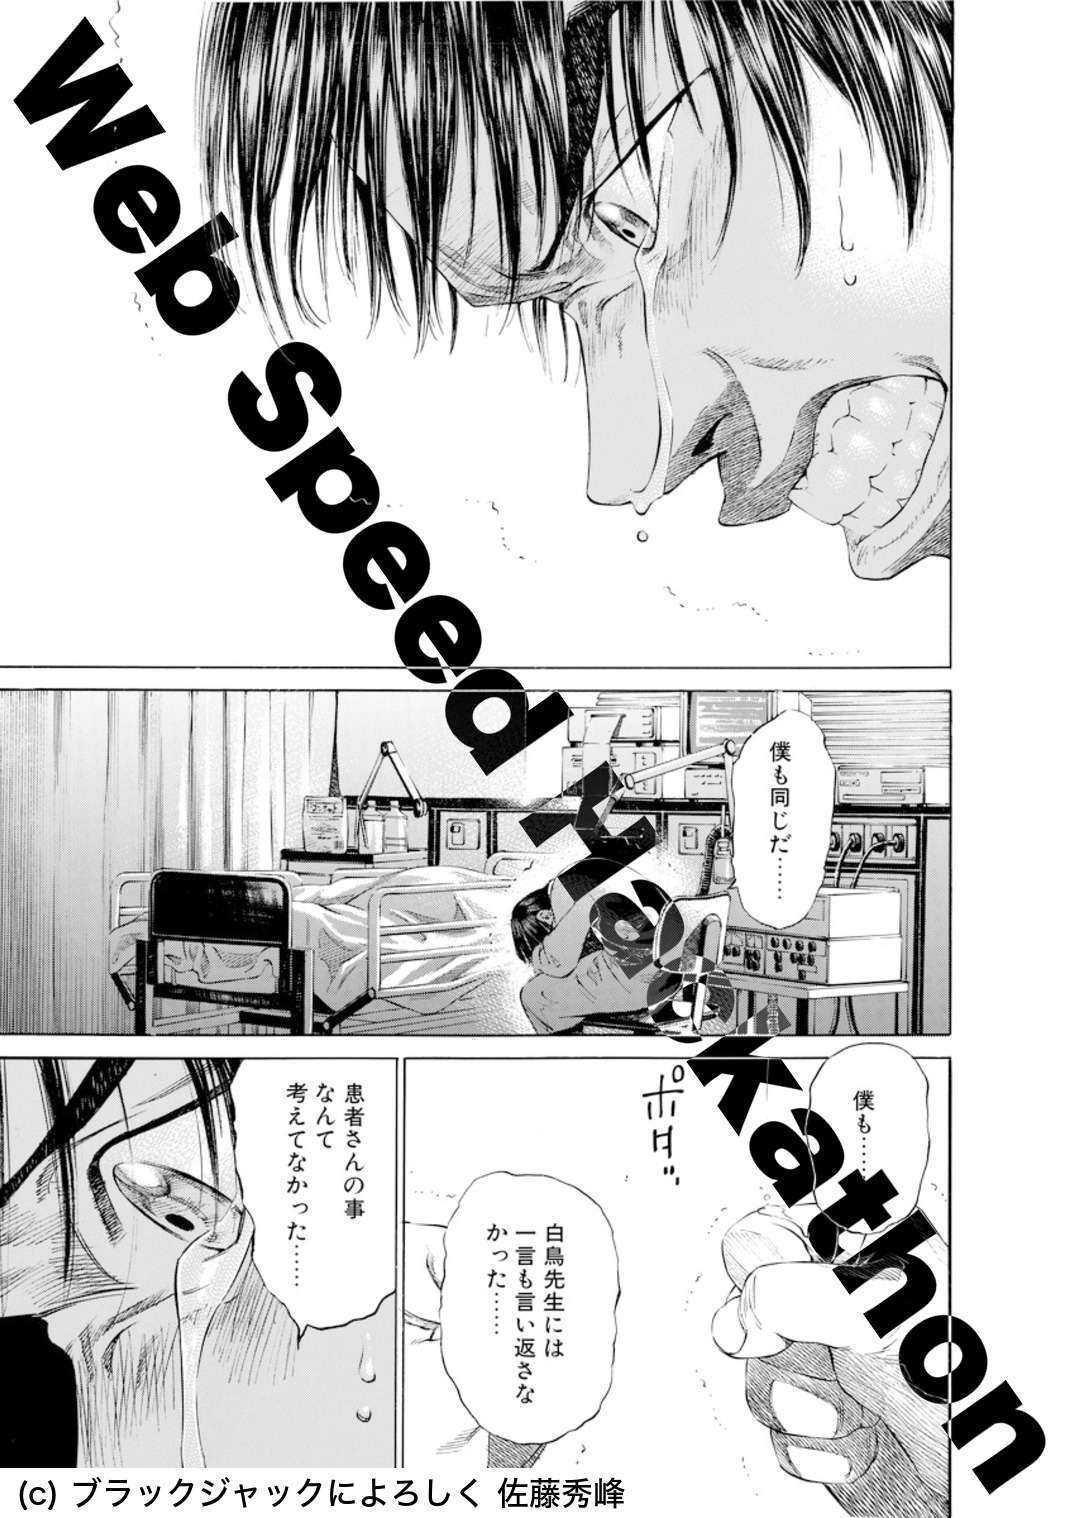 Web Speed Hackathon
僕も同じだ……
僕も……
ポタ〟
白鳥先生には
一言も言い返さな
かった……
患者さんの事
なんて
考えてなかった……
(c) ブラックジャックによろしく 佐藤秀峰